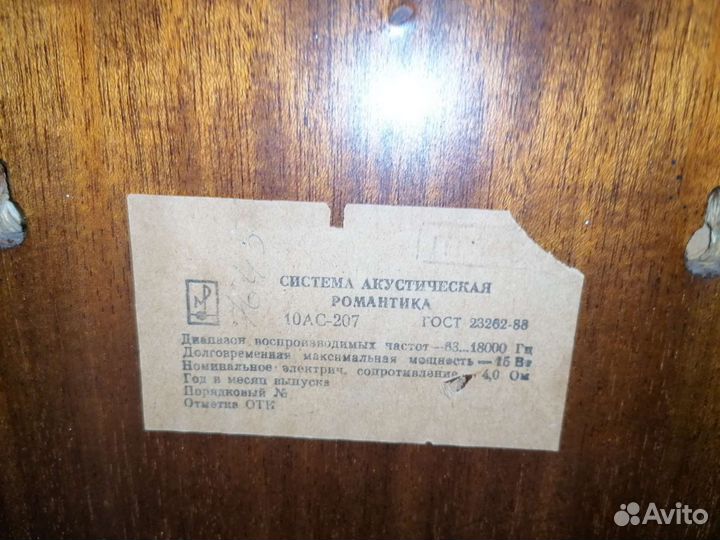 СИСТЕМА АКУСТИЧЕСКАЯ
РОМАНТИКА
10АС-207 ГОСТ 23262-88
Диапазон воспроизводимых частот —63...18000 Гц
Долговременная максимальная мощность — 15 Вт
Номинальное электрич. сопротивление — 4,0 Ом
Год и месяц выпуска
Порядковый №
Отметка ОТК
Avito